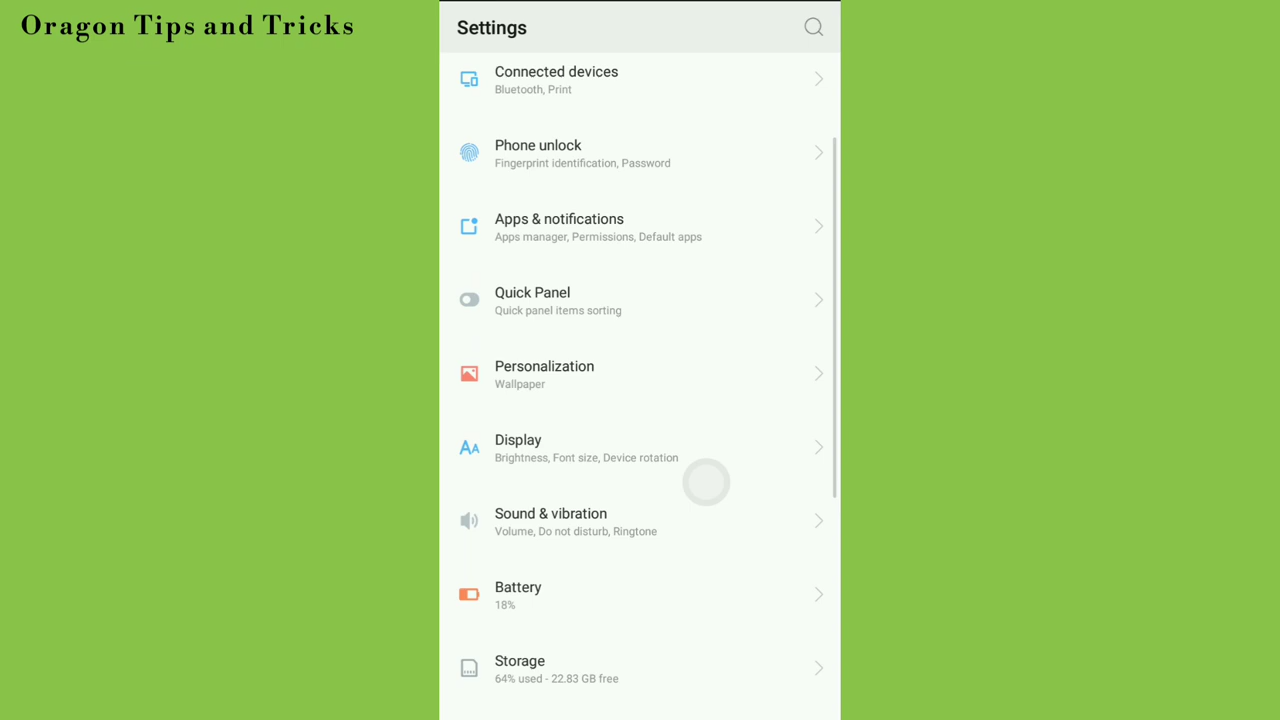 Oragon Tips and Tricks
Settings
Connected devices
Bluetooth, Print
Phone unlock
Fingerprint identification, Password
Apps & notifications
Apps manager, Permissions, Default apps
Quick Panel
Quick panel items sorting
Personalization
Wallpaper
Display
Brightness, Font size, Device rotation
Sound & vibration
Volume, Do not disturb, Ringtone
Battery
18%
Storage
64% used - 22.83 GB free